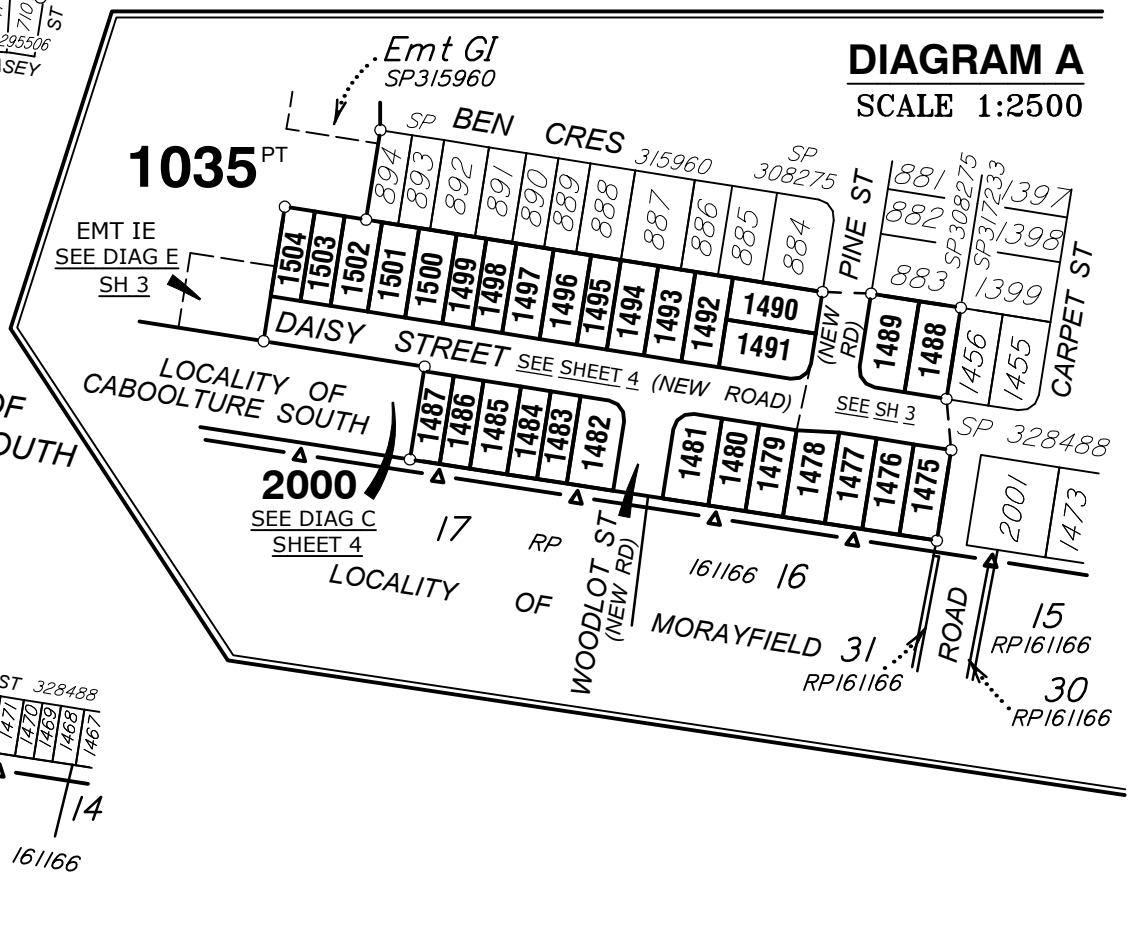 710
ST
295506
ASEY
Emt GI
SP315960
DIAGRAM A
SCALE 1:2500
1035 PT
SP BEN CRES 315960
SP
308275
PINE ST
(NEW
RD)
894
893
892
891
890
889
888
887
886
885
884
881
882
883
SP308275
SP317233
1397
1398
1399
CARPET ST
EMT IE
SEE DIAG E
SH 3
1504
1503
1502
1501
1500
1499
1498
1497
1496
1495
1494
1493
1492
1490
1491
1489
1488
1456
1455
DAISY STREET SEE SHEET 4 (NEW ROAD)
SEE SH 3
LOCALITY OF
CABOOLTURE SOUTH
OF
OUTH
1487
1486
1485
1484
1483
1482
1481
1480
1479
1478
1477
1476
1475
SP 328488
2001
1473
2000
SEE DIAG C
SHEET 4
17
RP
161166 16
LOCALITY OF MORAYFIELD
WOODLOT ST
(NEW RD)
31
RP161166
ROAD
15
RP161166
30
RP161166
ST 328488
1471
1470
1469
1468
1467
14
161166